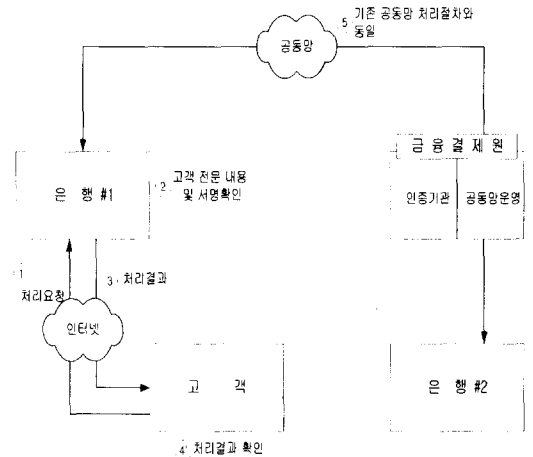 5. 기존 공동망 처리절차와
동일
공동망
금융결제원
인증기관
공동망운영
은 행 #1
2. 고객 전문 내용
및 서명확인
1
처리요청
3. 처리결과
인터넷
고 객
은 행 #2
4. 처리결과 확인